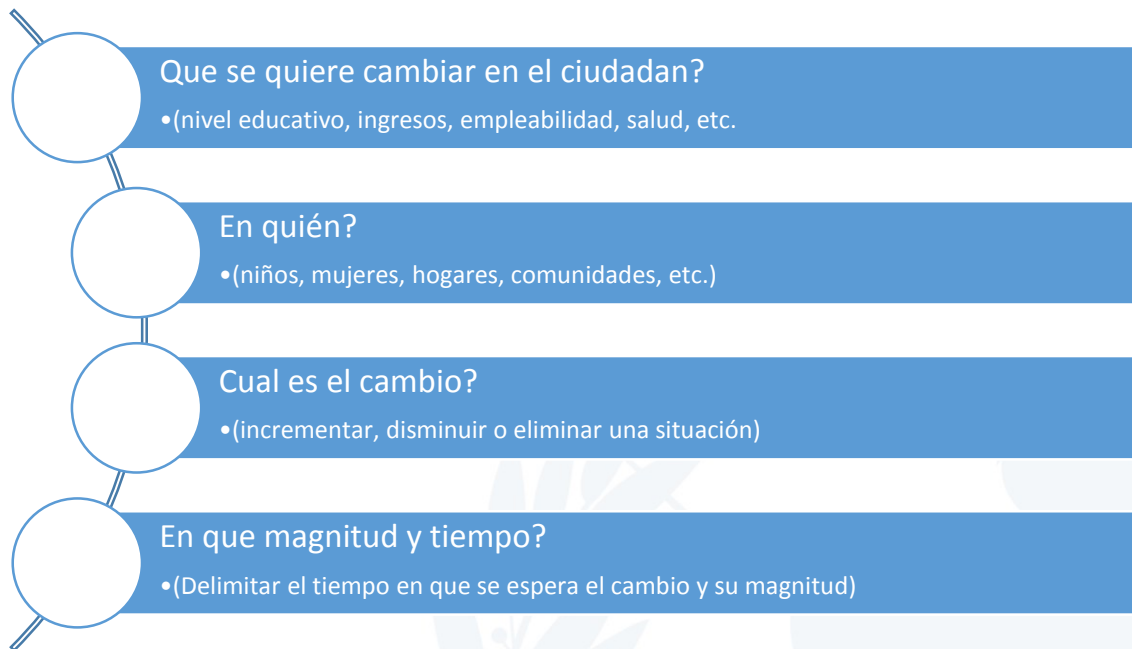 Que se quiere cambiar en el ciudadan?
•(nivel educativo, ingresos, empleabilidad, salud, etc.
En quién?
•(niños, mujeres, hogares, comunidades, etc.)
Cual es el cambio?
•(incrementar, disminuir o eliminar una situación)
En que magnitud y tiempo?
•(Delimitar el tiempo en que se espera el cambio y su magnitud)